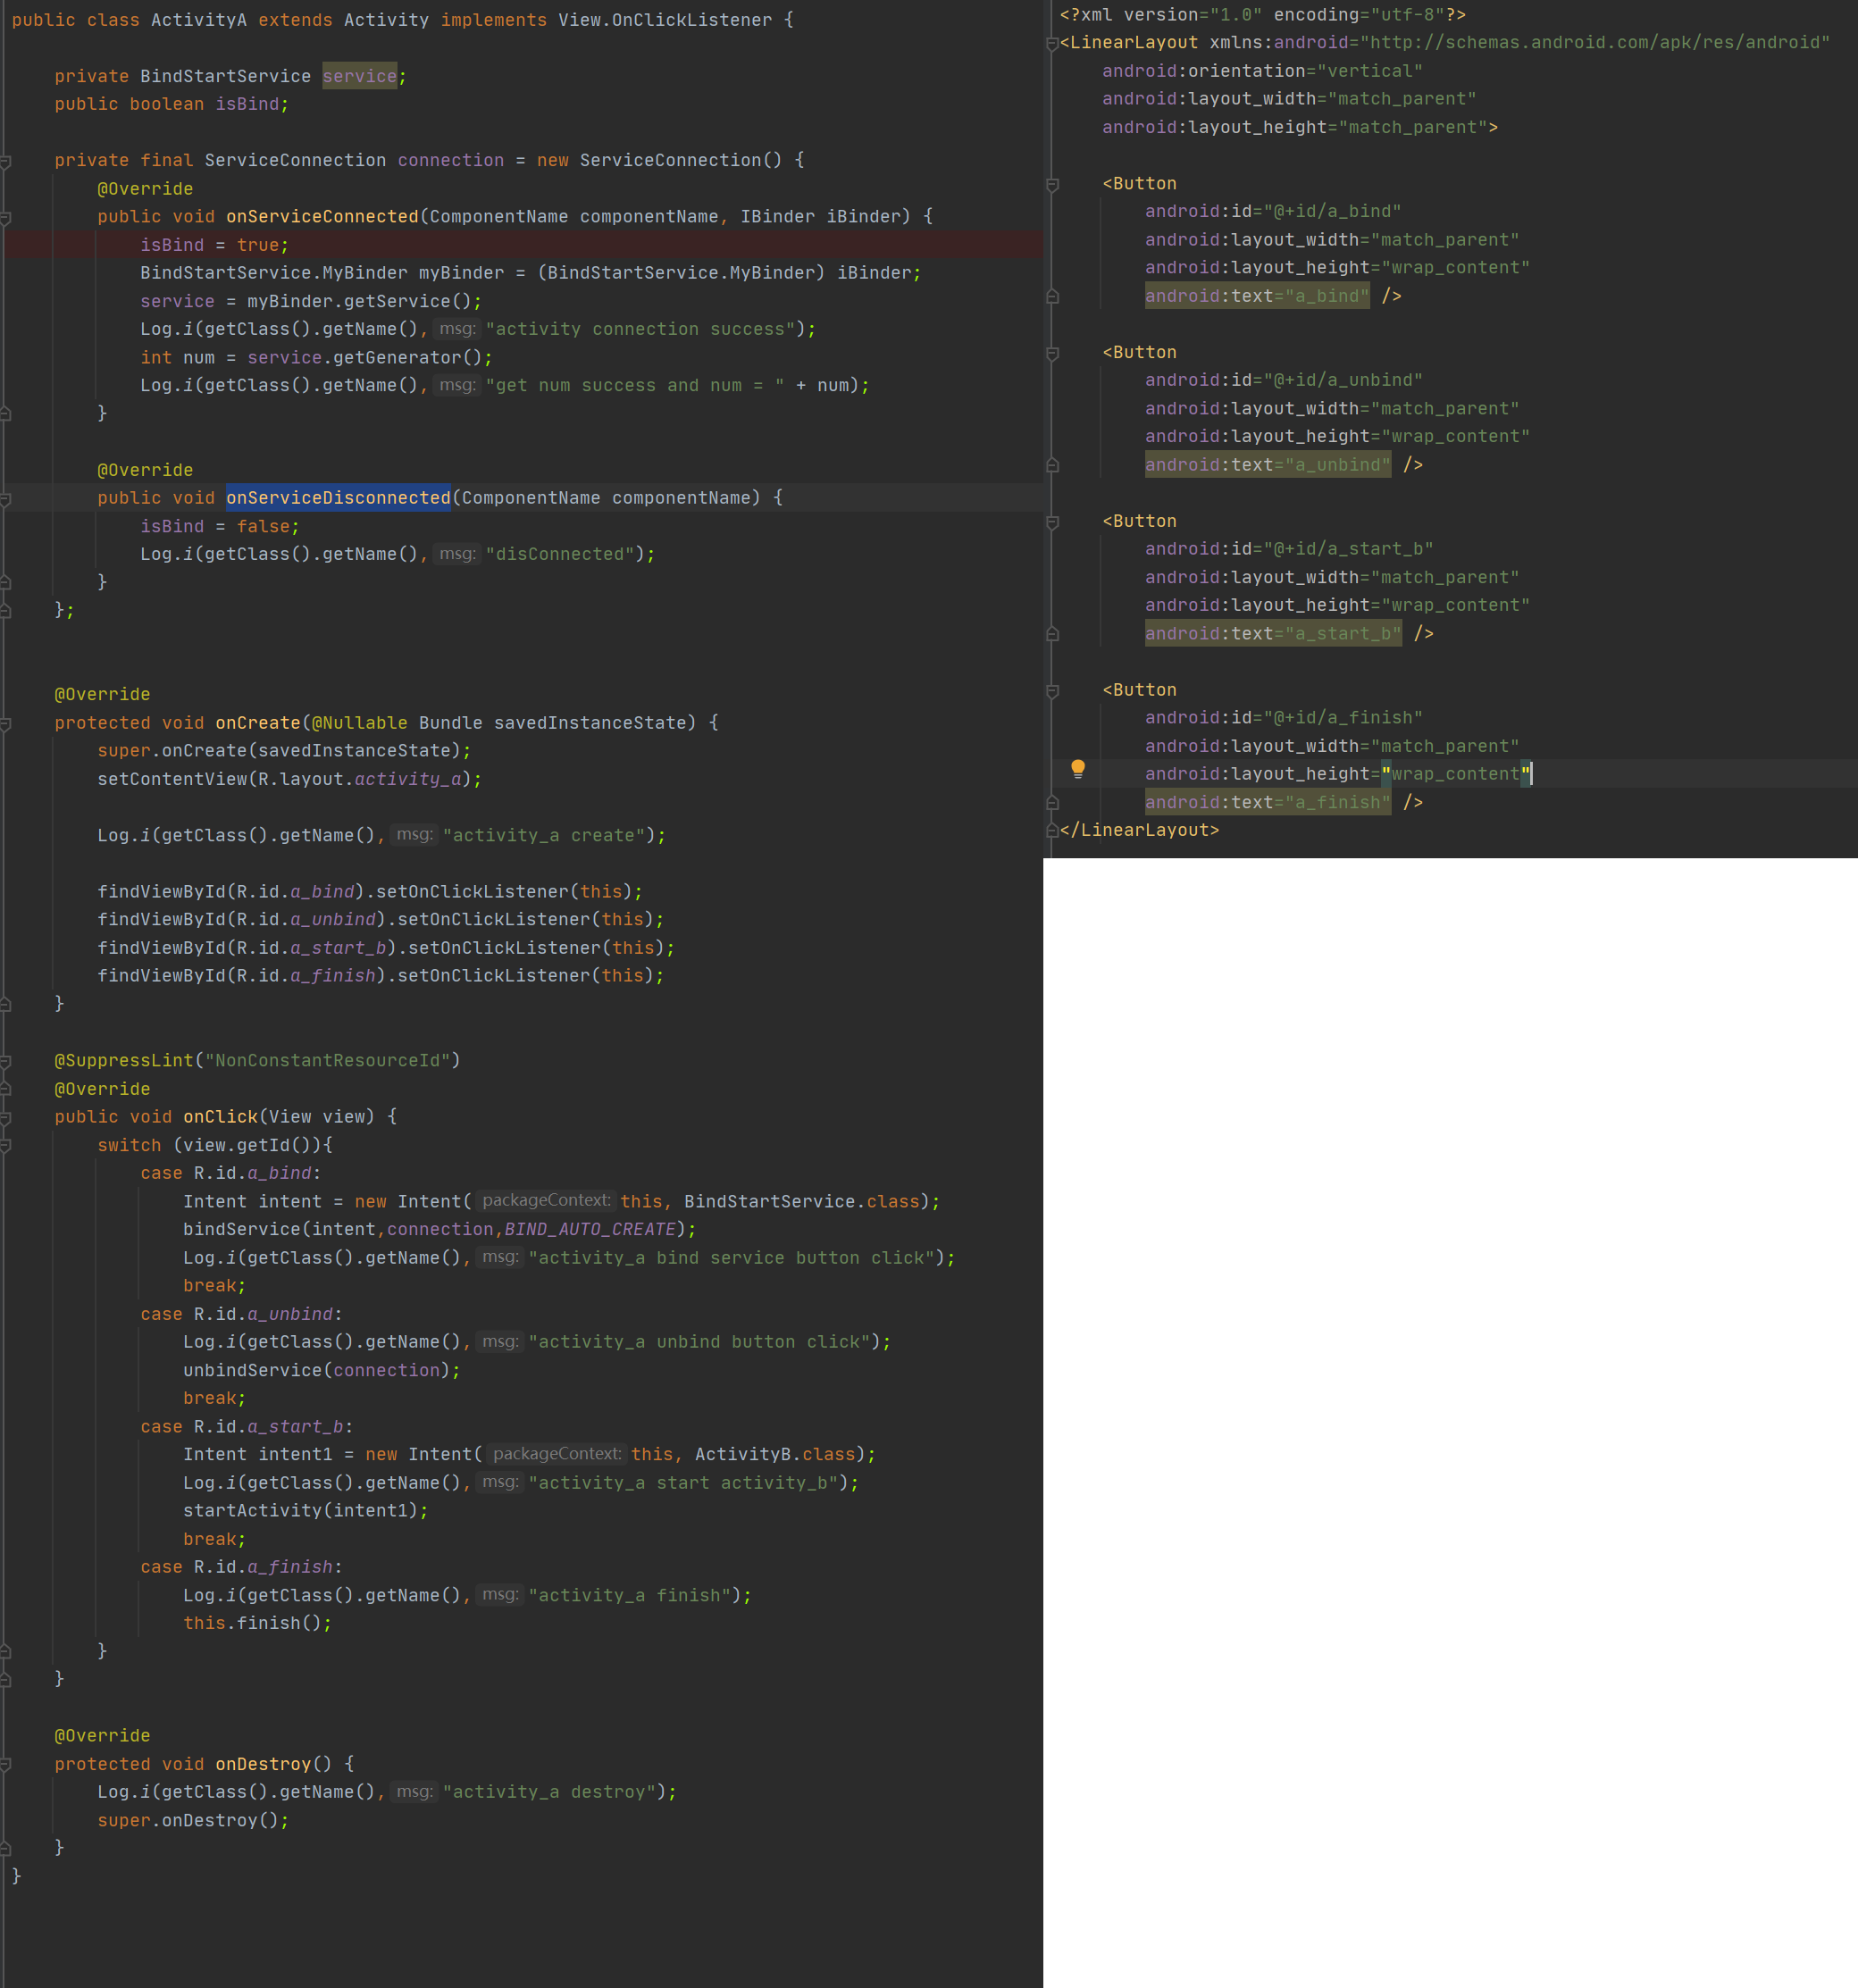 public class ActivityA extends Activity implements View.OnClickListener {
private BindStartService service;
public boolean isBind;
private final ServiceConnection connection = new ServiceConnection() {
@Override
public void onServiceConnected(ComponentName componentName, IBinder iBinder) {
isBind = true;
BindStartService.MyBinder myBinder = (BindStartService.MyBinder) iBinder;
service = myBinder.getService();
Log.i(getClass().getName(), msg: "activity connection success");
int num = service.getGenerator();
Log.i(getClass().getName(), msg: "get num success and num = " + num);
}
@Override
public void onServiceDisconnected(ComponentName componentName) {
isBind = false;
Log.i(getClass().getName(), msg: "disConnected");
}
};
@Override
protected void onCreate(@Nullable Bundle savedInstanceState) {
super.onCreate(savedInstanceState);
setContentView(R.layout.activity_a);
Log.i(getClass().getName(), msg: "activity_a create");
findViewById(R.id.a_bind).setOnClickListener(this);
findViewById(R.id.a_unbind).setOnClickListener(this);
findViewById(R.id.a_start_b).setOnClickListener(this);
findViewById(R.id.a_finish).setOnClickListener(this);
}
@SuppressLint("NonConstantResourceId")
@Override
public void onClick(View view) {
switch (view.getId()){
case R.id.a_bind:
Intent intent = new Intent( packageContext: this, BindStartService.class);
bindService(intent,connection,BIND_AUTO_CREATE);
Log.i(getClass().getName(), msg: "activity_a bind service button click");
break;
case R.id.a_unbind:
Log.i(getClass().getName(), msg: "activity_a unbind button click");
unbindService(connection);
break;
case R.id.a_start_b:
Intent intent1 = new Intent( packageContext: this, ActivityB.class);
Log.i(getClass().getName(), msg: "activity_a start activity_b");
startActivity(intent1);
break;
case R.id.a_finish:
Log.i(getClass().getName(), msg: "activity_a finish");
this.finish();
}
}
@Override
protected void onDestroy() {
Log.i(getClass().getName(), msg: "activity_a destroy");
super.onDestroy();
}
}
<?xml version="1.0" encoding="utf-8"?>
<LinearLayout xmlns:android="http://schemas.android.com/apk/res/android"
android:orientation="vertical"
android:layout_width="match_parent"
android:layout_height="match_parent">
<Button
android:id="@+id/a_bind"
android:layout_width="match_parent"
android:layout_height="wrap_content"
android:text="a_bind" />
<Button
android:id="@+id/a_unbind"
android:layout_width="match_parent"
android:layout_height="wrap_content"
android:text="a_unbind" />
<Button
android:id="@+id/a_start_b"
android:layout_width="match_parent"
android:layout_height="wrap_content"
android:text="a_start_b" />
<Button
android:id="@+id/a_finish"
android:layout_width="match_parent"
android:layout_height="wrap_content"
android:text="a_finish" />
</LinearLayout>